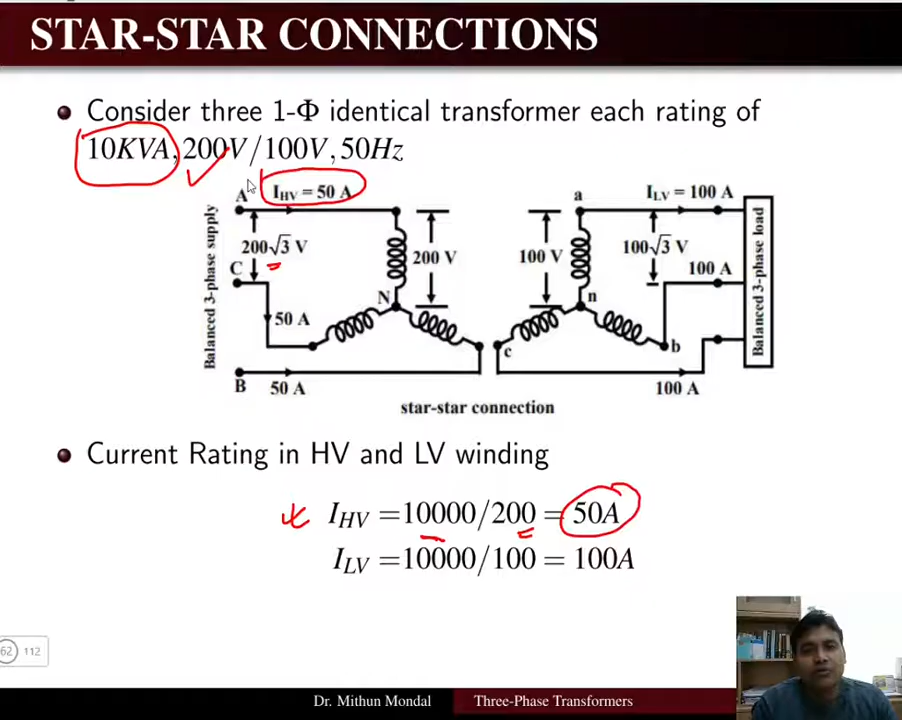 STAR-STAR CONNECTIONS
Consider three 1-Φ identical transformer each rating of
10KVA, 200V/100V, 50Hz
A
I_HV = 50 A
200√3 V
C
50 A
B
50 A
Balanced 3-phase supply
200 V
N
100 V
a
n
c
b
I_LV = 100 A
100√3 V
100 A
100 A
Balanced 3-phase load
star-star connection
Current Rating in HV and LV winding
I_HV =10000/200 = 50A
I_LV =10000/100 = 100A
62 112
Dr. Mithun Mondal Three-Phase Transformers